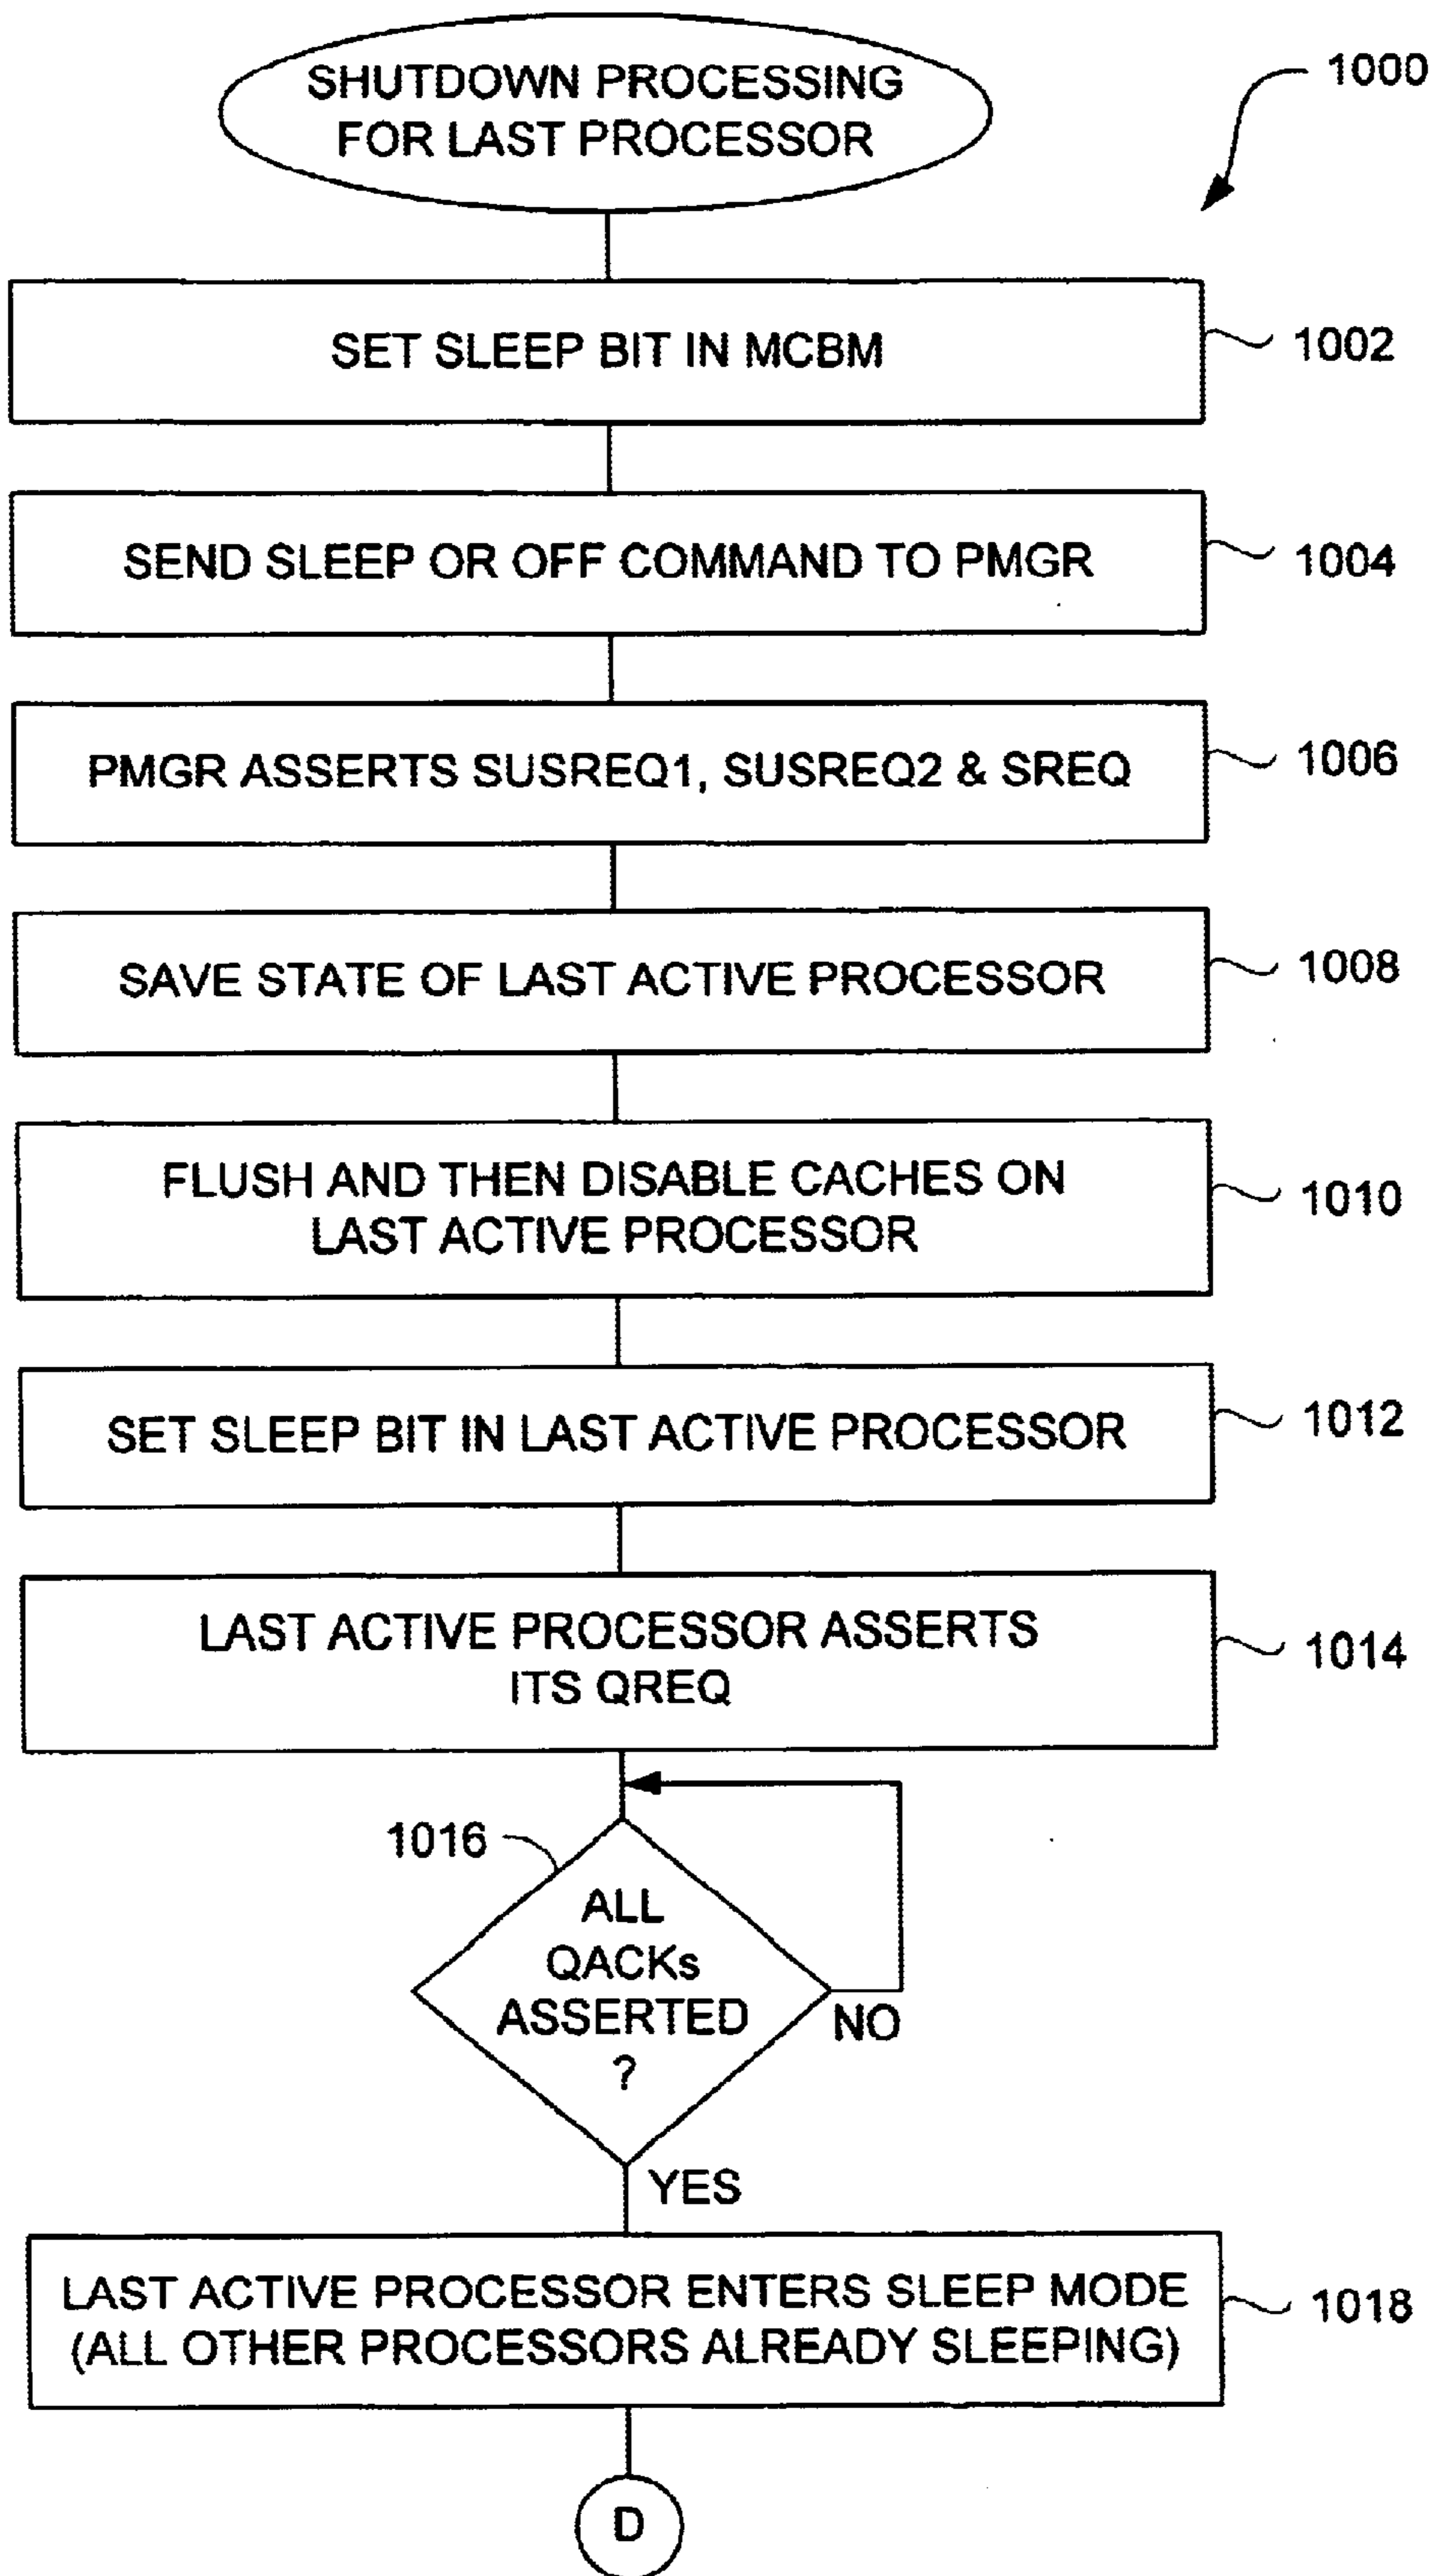 SHUTDOWN PROCESSING
FOR LAST PROCESSOR
1000
SET SLEEP BIT IN MCBM
1002
SEND SLEEP OR OFF COMMAND TO PMGR
1004
PMGR ASSERTS SUSREQ1, SUSREQ2 & SREQ
1006
SAVE STATE OF LAST ACTIVE PROCESSOR
1008
FLUSH AND THEN DISABLE CACHES ON
LAST ACTIVE PROCESSOR
1010
SET SLEEP BIT IN LAST ACTIVE PROCESSOR
1012
LAST ACTIVE PROCESSOR ASSERTS
ITS QREQ
1014
1016
ALL
QACKs
ASSERTED
?
NO
YES
LAST ACTIVE PROCESSOR ENTERS SLEEP MODE
(ALL OTHER PROCESSORS ALREADY SLEEPING)
1018
D